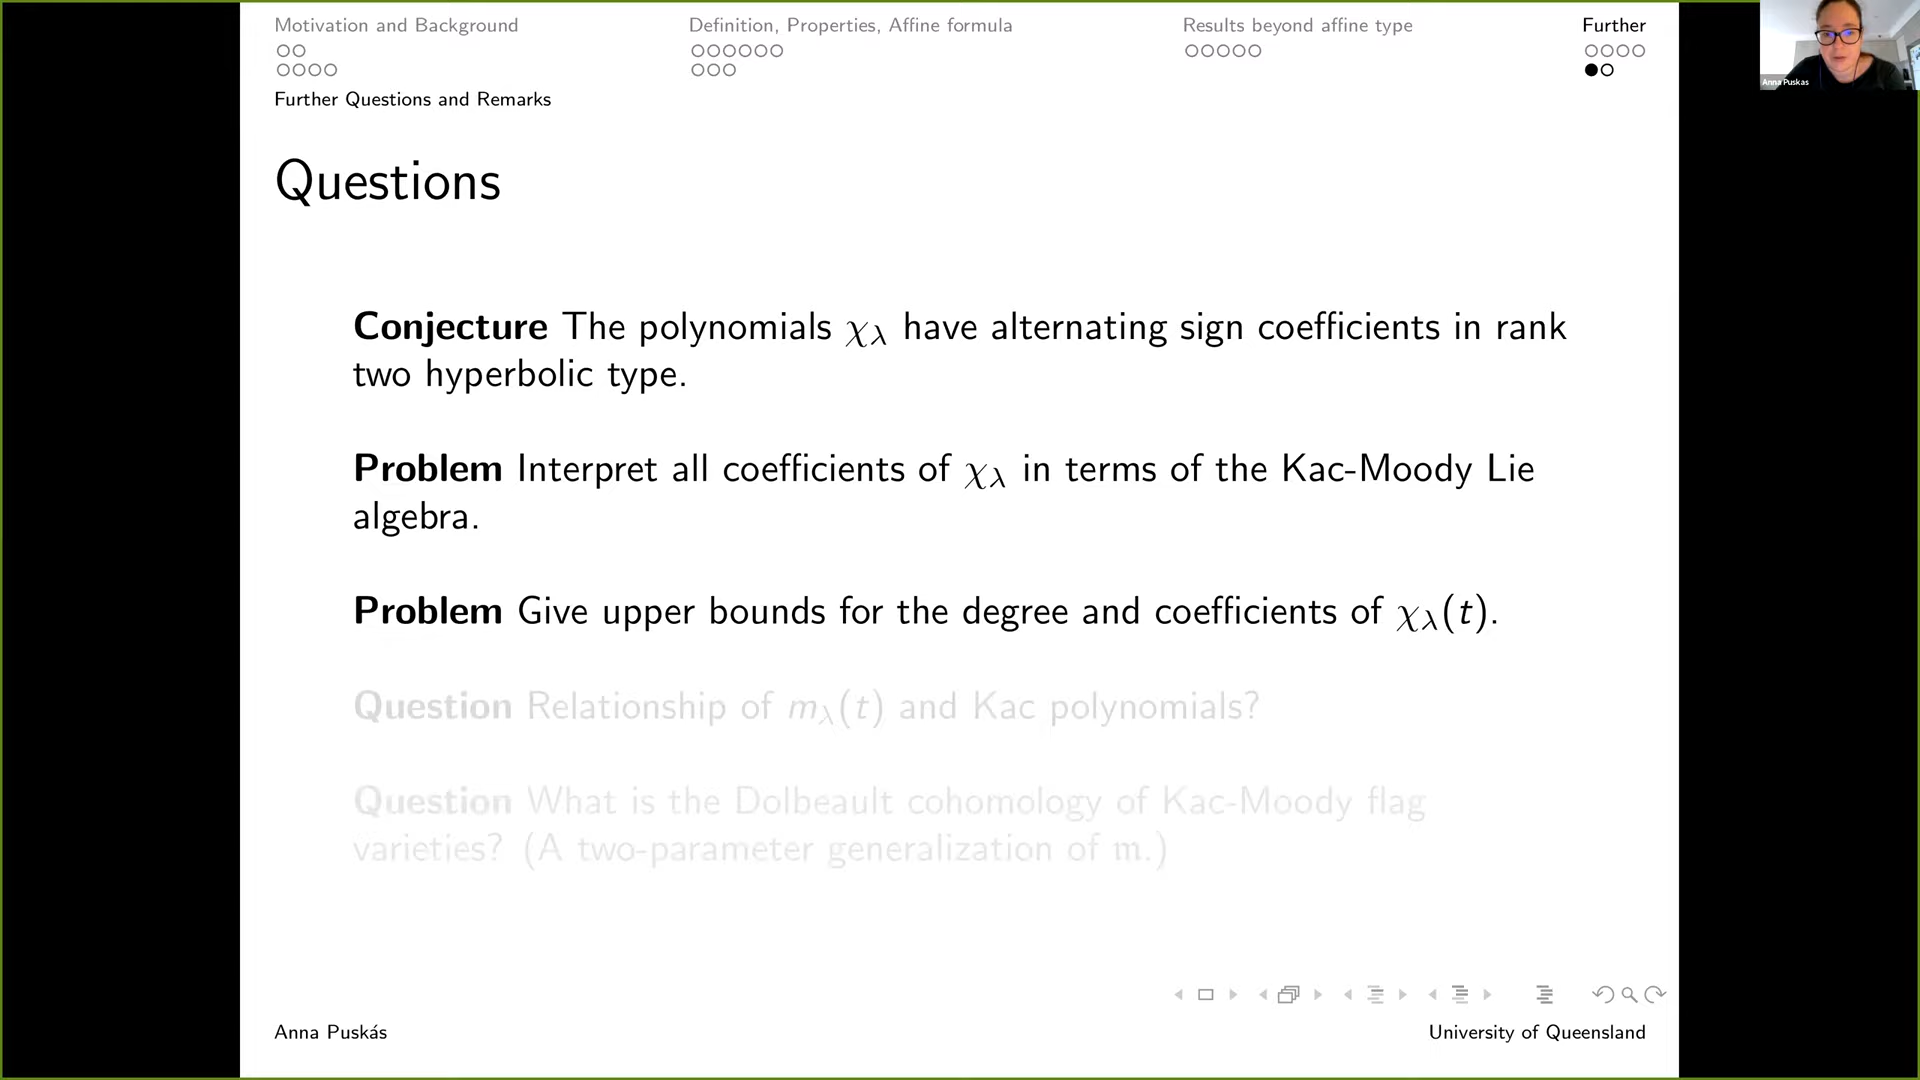 Motivation and Background
Definition, Properties, Affine formula
Results beyond affine type
Further
Further Questions and Remarks
Anna Puskas
Questions
Conjecture The polynomials χλ have alternating sign coefficients in rank
two hyperbolic type.
Problem Interpret all coefficients of χλ in terms of the Kac-Moody Lie
algebra.
Problem Give upper bounds for the degree and coefficients of χλ(t).
Question Relationship of mλ(t) and Kac polynomials?
Question What is the Dolbeault cohomology of Kac-Moody flag
varieties? (A two-parameter generalization of 𝔪.)
Anna Puskás
University of Queensland